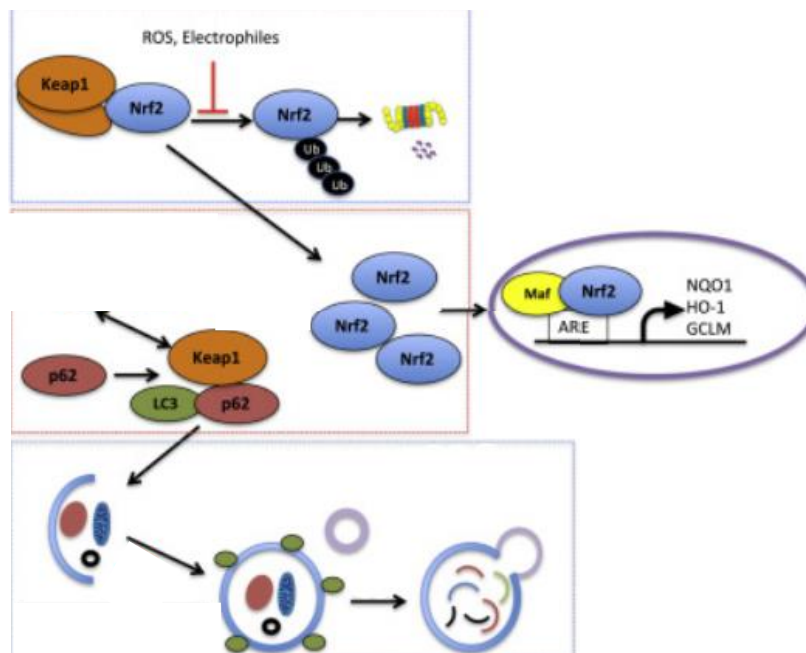 ROS, Electrophiles
Keap1
Nrf2
Nrf2
Ub
Ub
Ub
Nrf2
Nrf2
Nrf2
Maf
Nrf2
ARE
NQO1
HO-1
GCLM
Keap1
p62
LC3
p62